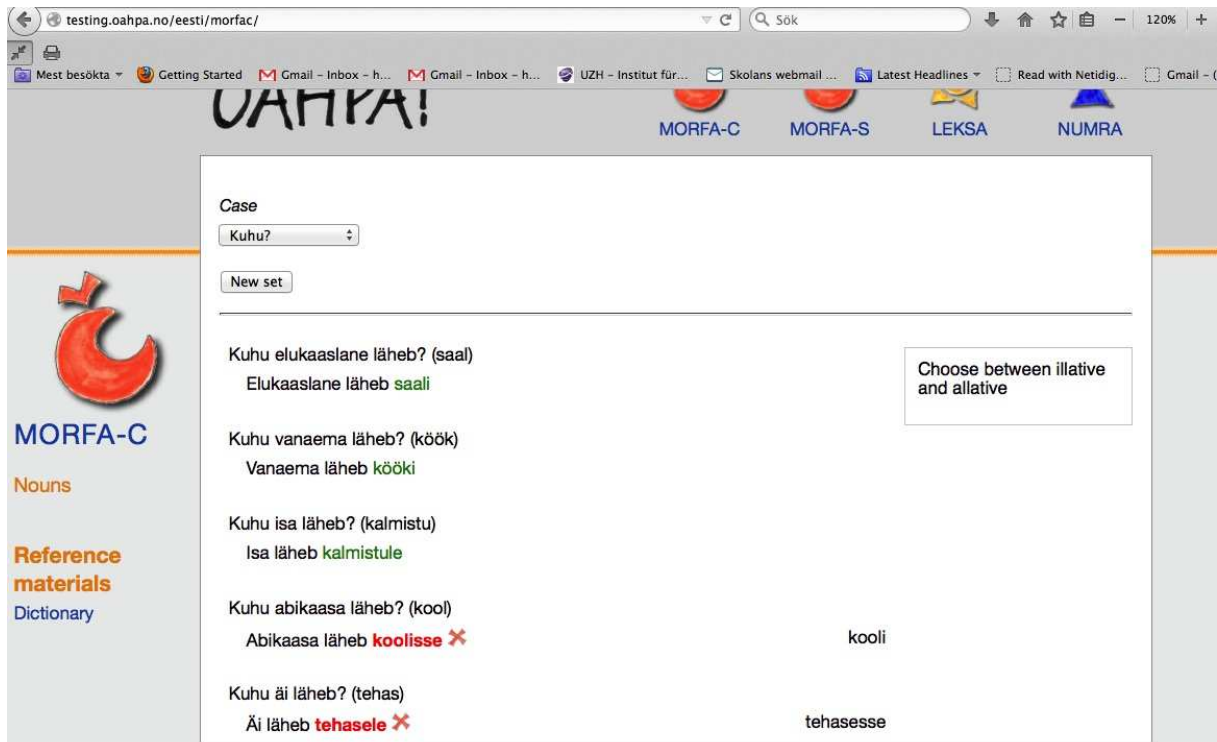 testing.oahpa.no/eesti/morfac/
Sök
120%
Mest besökta
Getting Started
Gmail - Inbox - h...
Gmail - Inbox - h...
UZH - Institut für...
Skolans webmail ...
Latest Headlines
Read with Netidig...
Gmail - (
OAHPA!
MORFA-C
MORFA-S
LEKSA
NUMRA
Case
Kuhu?
New set
MORFA-C
Nouns
Reference
materials
Dictionary
Kuhu elukaaslane läheb? (saal)
Elukaaslane läheb saali
Choose between illative
and allative
Kuhu vanaema läheb? (köök)
Vanaema läheb kööki
Kuhu isa läheb? (kalmistu)
Isa läheb kalmistule
Kuhu abikaasa läheb? (kool)
Abikaasa läheb koolisse
kooli
Kuhu äi läheb? (tehas)
Äi läheb tehasele
tehasesse